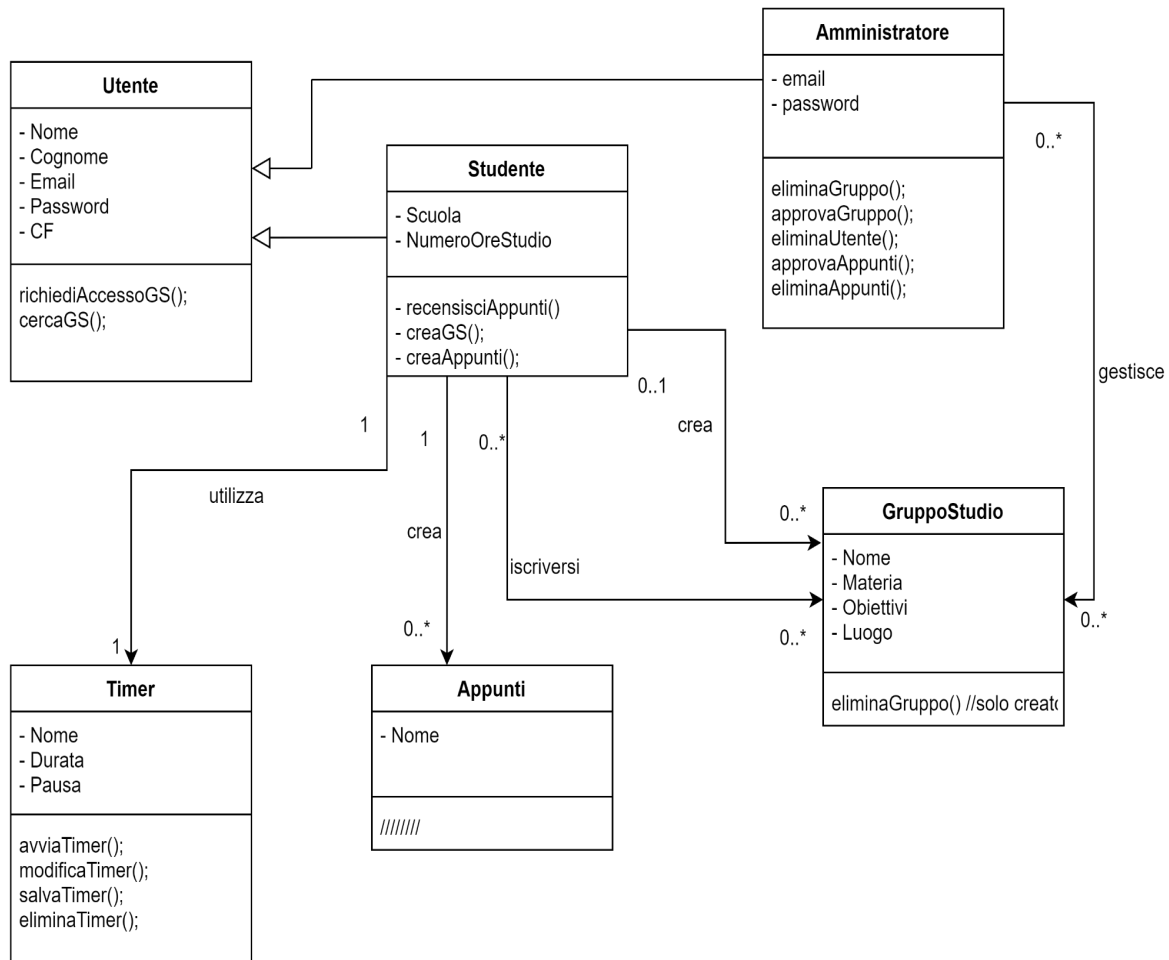 Utente
- Nome
- Cognome
- Email
- Password
- CF
richiediAccessoGS();
cercaGS();
Studente
- Scuola
- NumeroOreStudio
- recensisciAppunti()
- creaGS();
- creaAppunti();
Amministratore
- email
- password
eliminaGruppo();
approvaGruppo();
eliminaUtente();
approvaAppunti();
eliminaAppunti();
0..*
gestisce
0..*
0..1
crea
0..*
1
utilizza
1
1
crea
0..*
0..*
iscriversi
0..*
GruppoStudio
- Nome
- Materia
- Obiettivi
- Luogo
eliminaGruppo() //solo
Timer
- Nome
- Durata
- Pausa
avviaTimer();
modificaTimer();
salvaTimer();
eliminaTimer();
Appunti
- Nome
////////